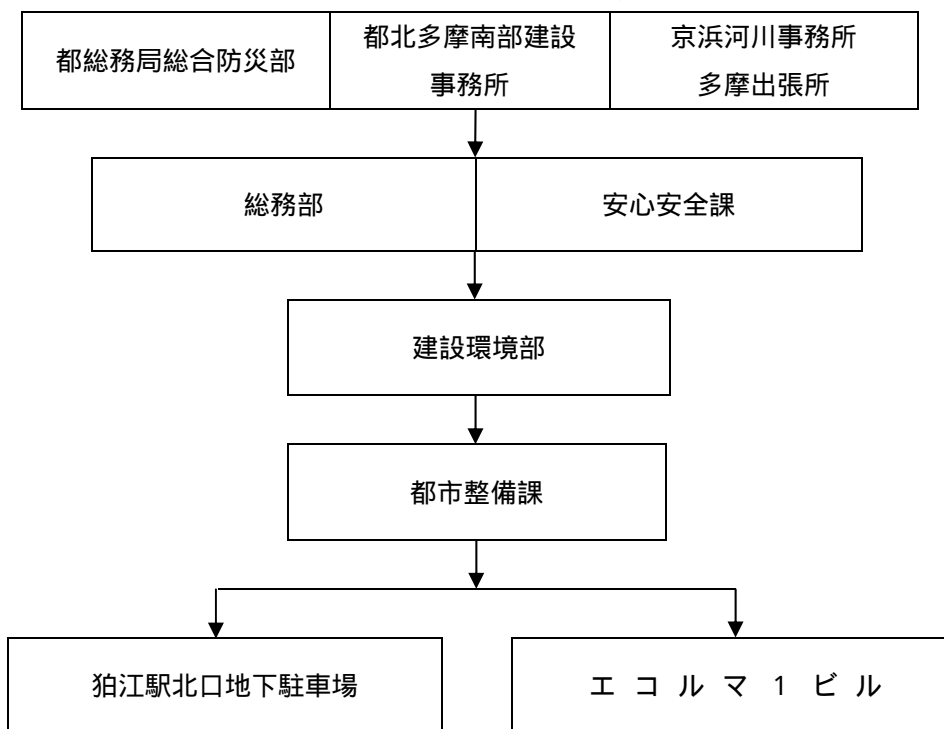 都総務局総合防災部
都北多摩南部建設
事務所
京浜河川事務所
多摩出張所
総務部
安心安全課
建設環境部
都市整備課
狛江駅北口地下駐車場
エ コ ル マ 1 ビ ル